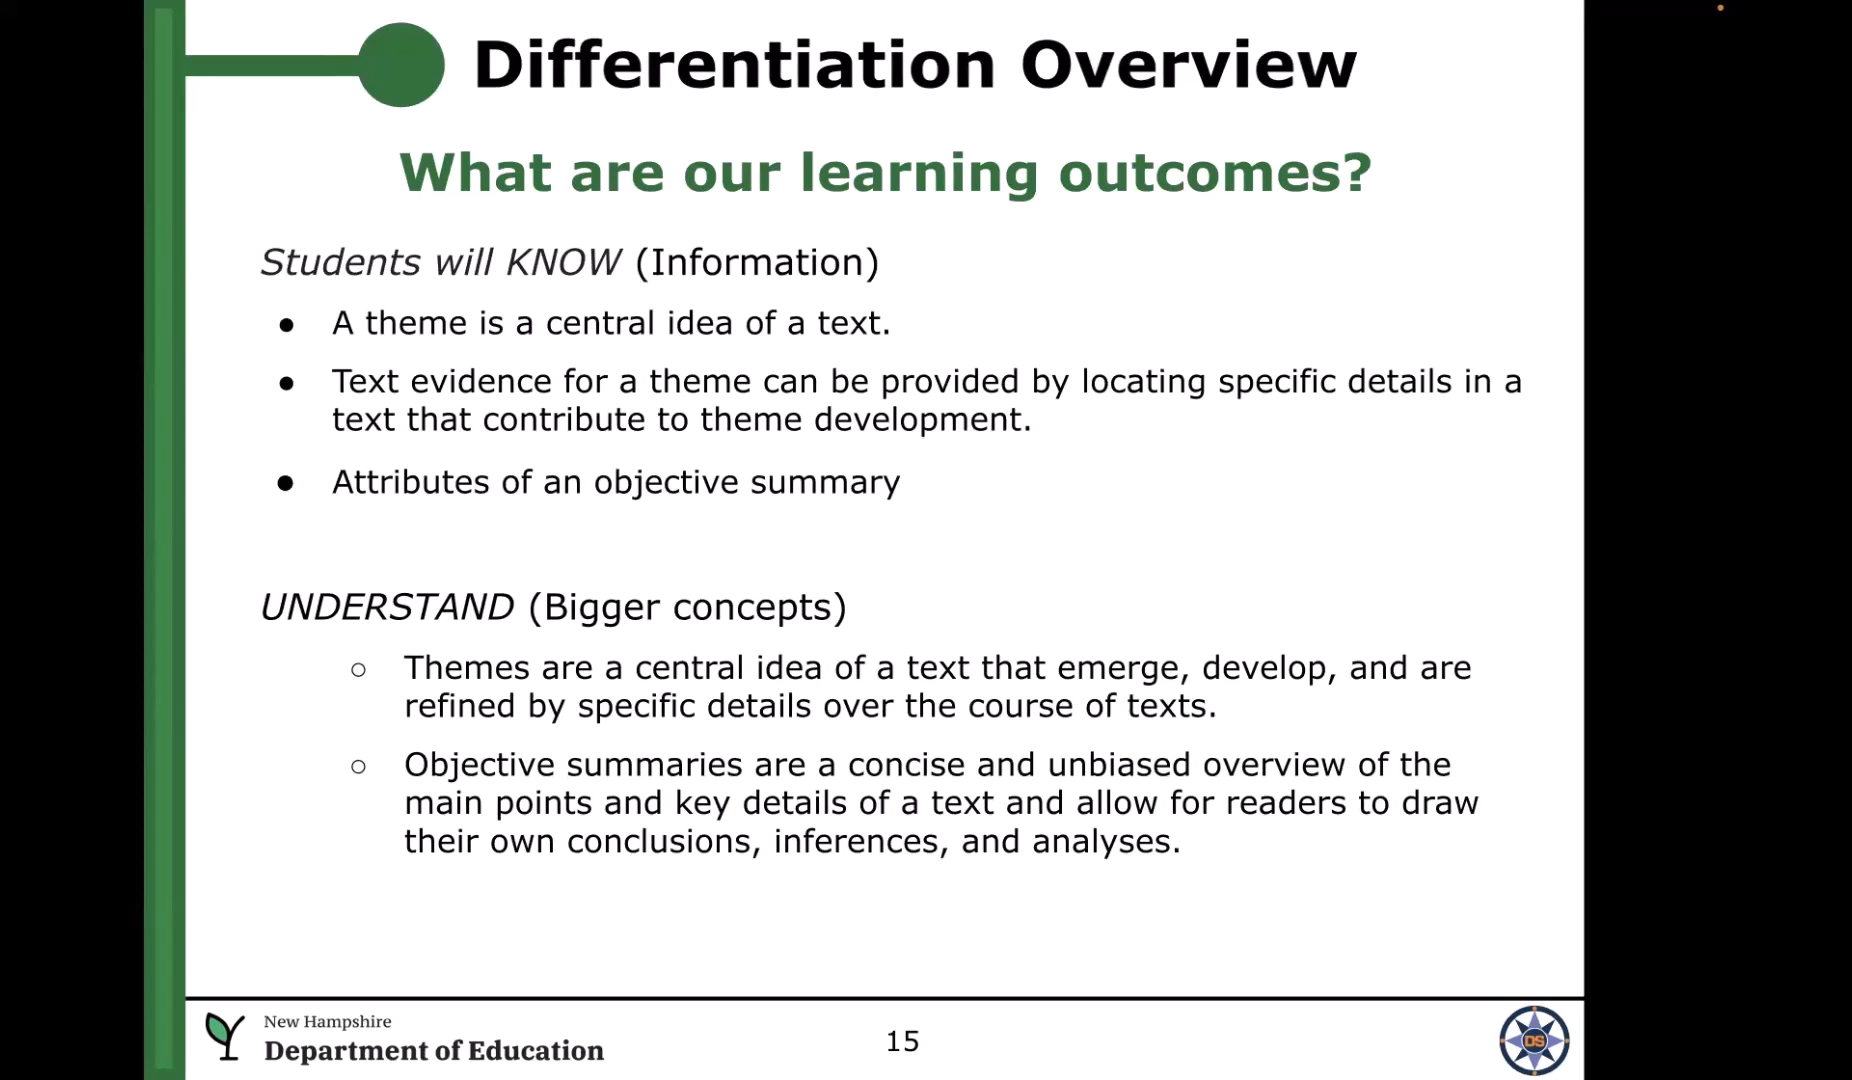 Differentiation Overview
What are our learning outcomes?
Students will KNOW (Information)
● A theme is a central idea of a text.
● Text evidence for a theme can be provided by locating specific details in a
text that contribute to theme development.
● Attributes of an objective summary
UNDERSTAND (Bigger concepts)
○ Themes are a central idea of a text that emerge, develop, and are
refined by specific details over the course of texts.
○ Objective summaries are a concise and unbiased overview of the
main points and key details of a text and allow for readers to draw
their own conclusions, inferences, and analyses.
New Hampshire
Department of Education
15
DS